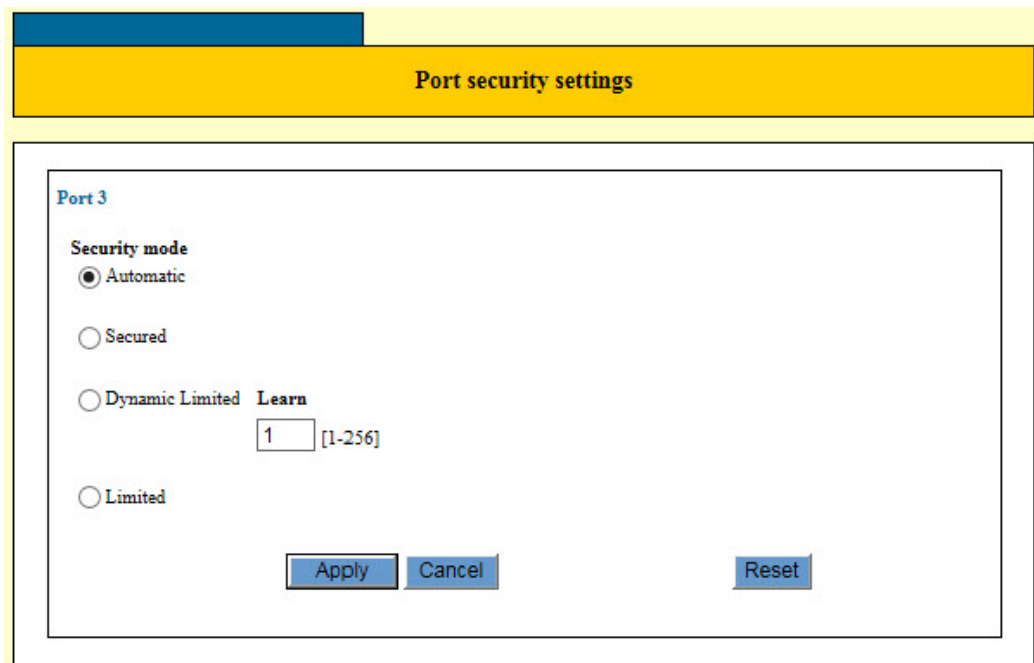 Port security settings
Port 3
Security mode
Automatic
Secured
Dynamic Limited Learn
1 [1-256]
Limited
Apply Cancel Reset